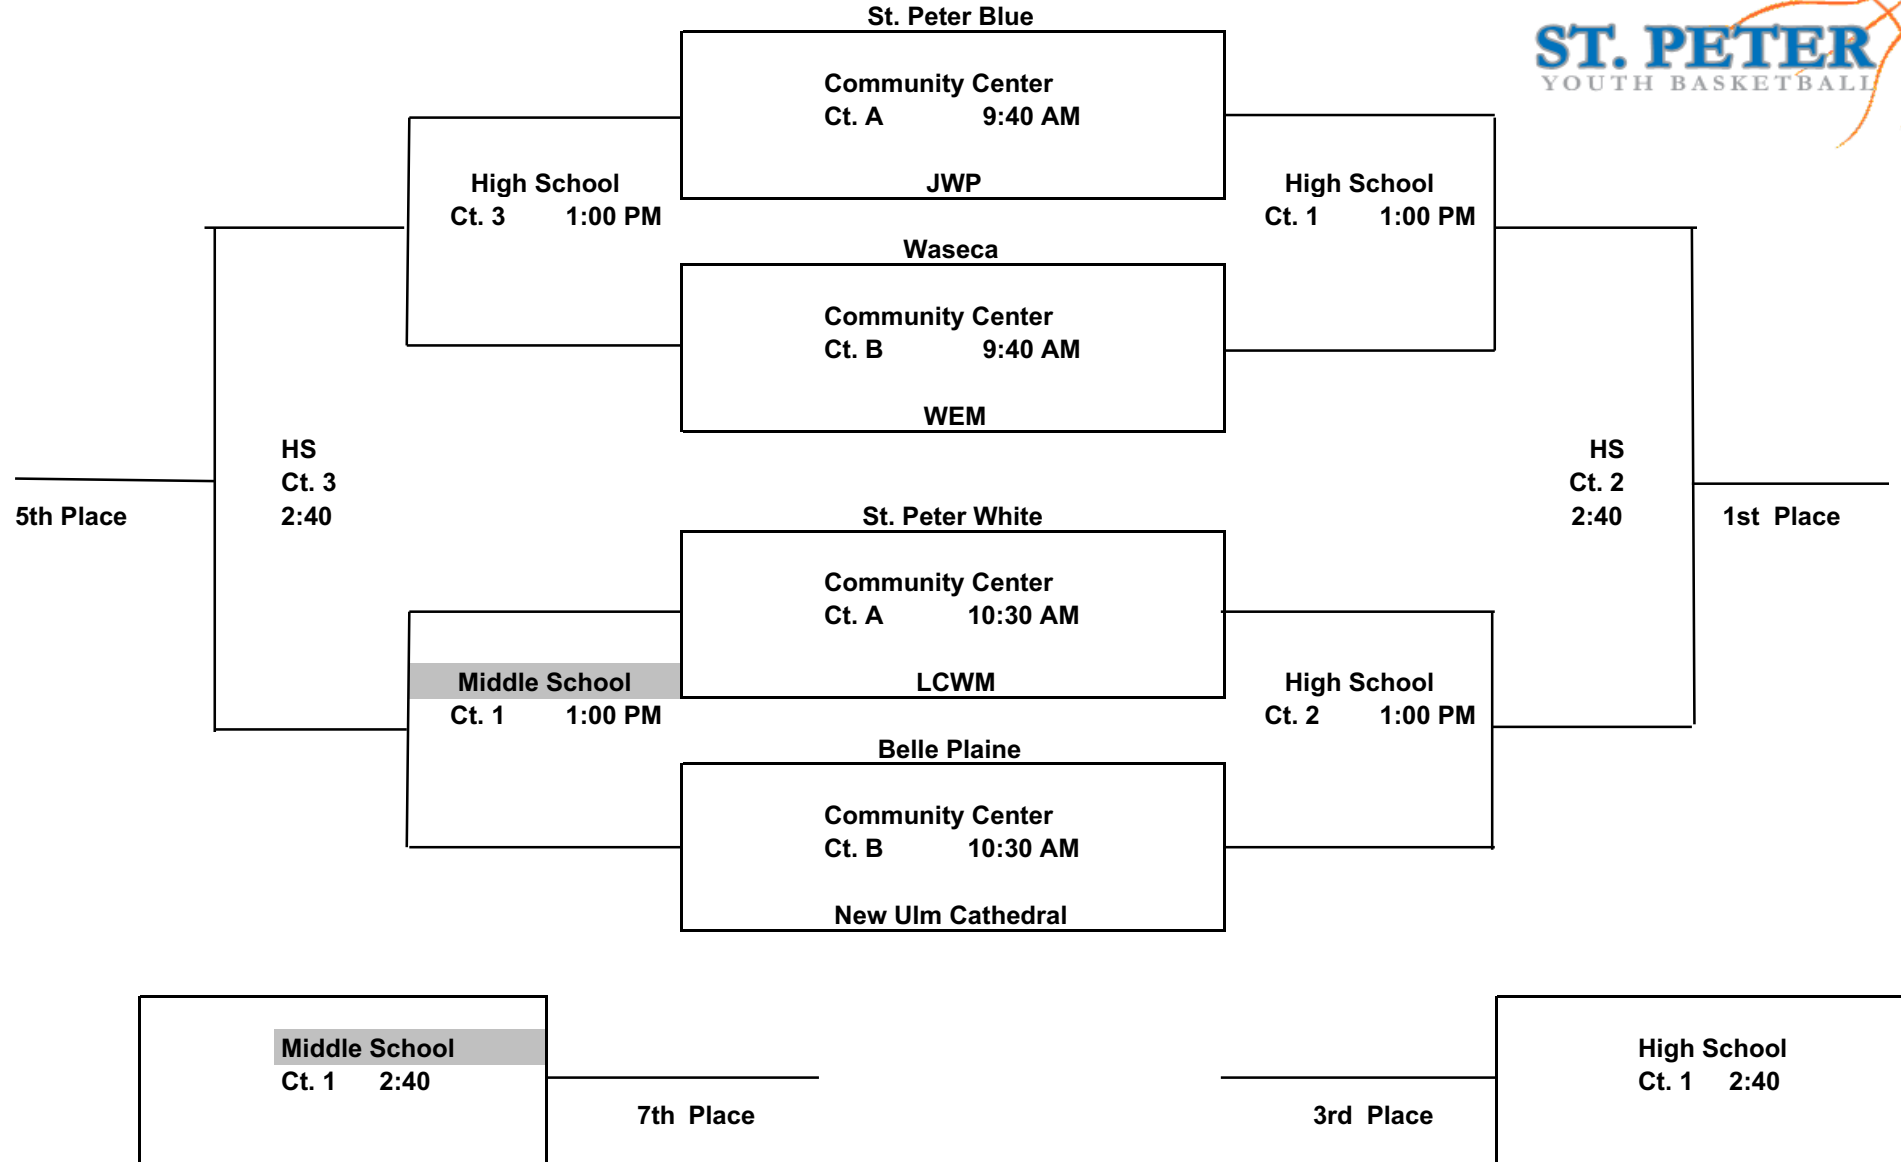 St. Peter Blue
ST. PETER
YOUTH BASKETBALL
Community Center
Ct. A 9:40 AM
High School JWP High School
Ct. 3 1:00 PM Ct. 1 1:00 PM
Waseca
Community Center
Ct. B 9:40 AM
WEM
HS HS
Ct. 3 Ct. 2
5th Place 2:40 St. Peter White 2:40 1st Place
Community Center
Ct. A 10:30 AM
Middle School LCWM High School
Ct. 1 1:00 PM Ct. 2 1:00 PM
Belle Plaine
Community Center
Ct. B 10:30 AM
New Ulm Cathedral
Middle School High School
Ct. 1 2:40 Ct. 1 2:40
7th Place 3rd Place